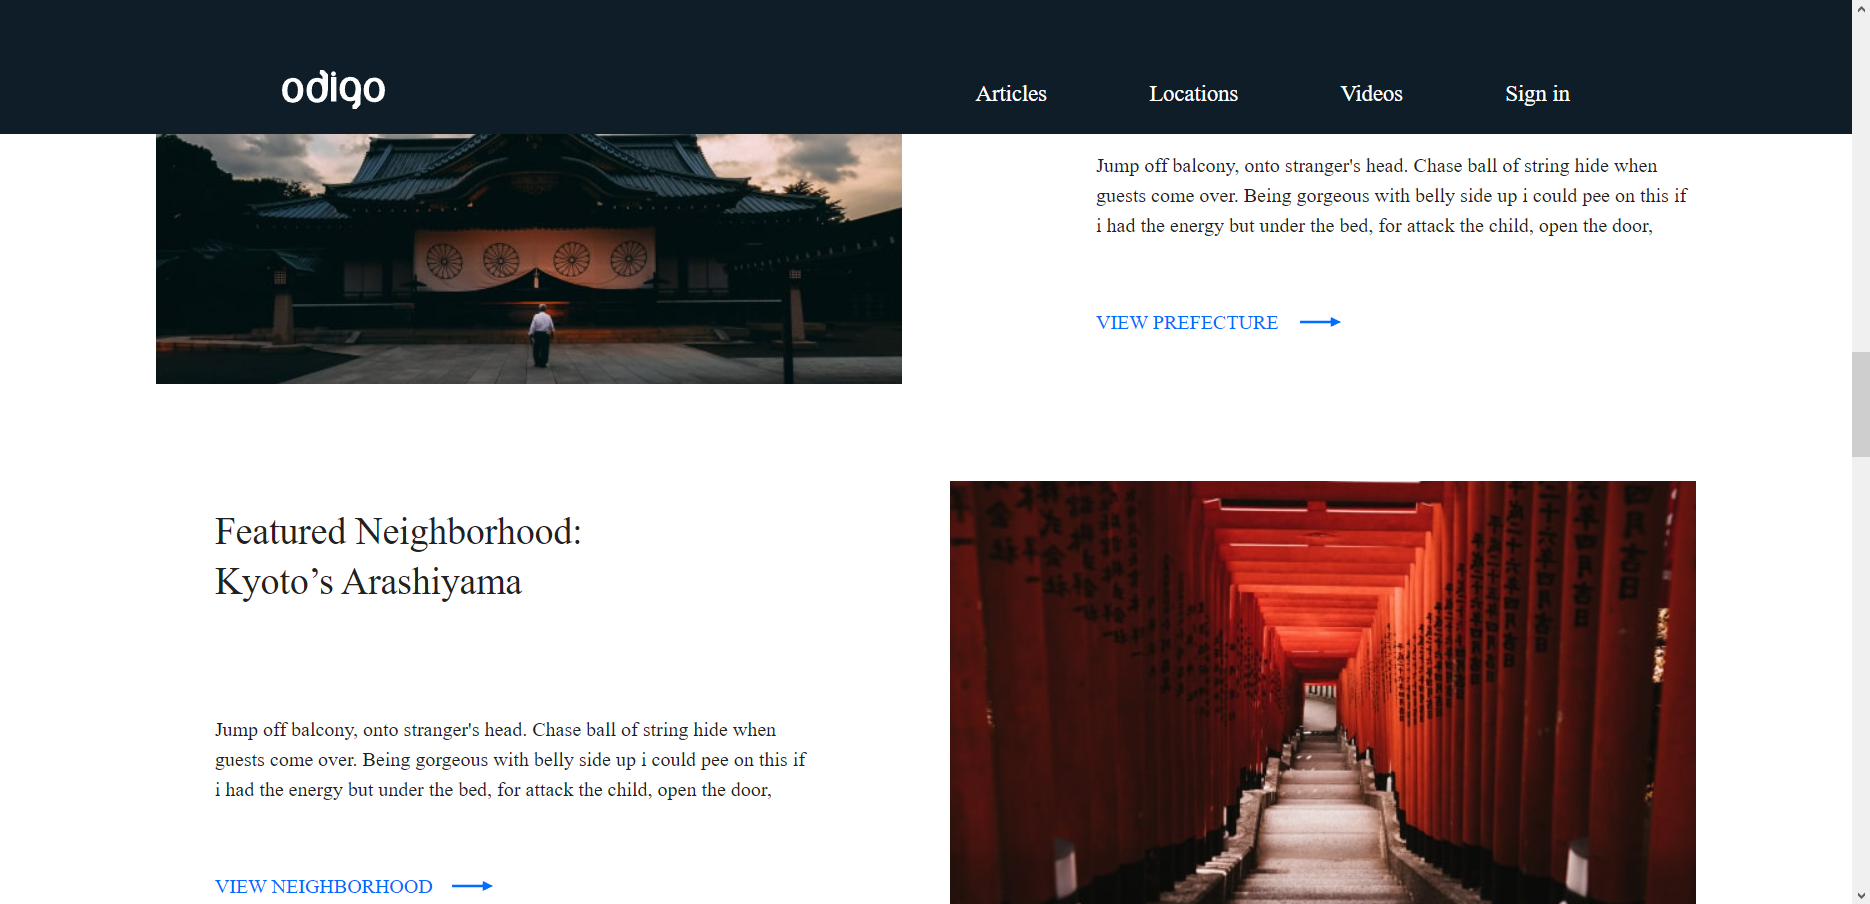 odigo
Articles
Locations
Videos
Sign in
Jump off balcony, onto stranger's head. Chase ball of string hide when
guests come over. Being gorgeous with belly side up i could pee on this if
i had the energy but under the bed, for attack the child, open the door,
VIEW PREFECTURE
Featured Neighborhood:
Kyoto’s Arashiyama
Jump off balcony, onto stranger's head. Chase ball of string hide when
guests come over. Being gorgeous with belly side up i could pee on this if
i had the energy but under the bed, for attack the child, open the door,
VIEW NEIGHBORHOOD
四月吉日